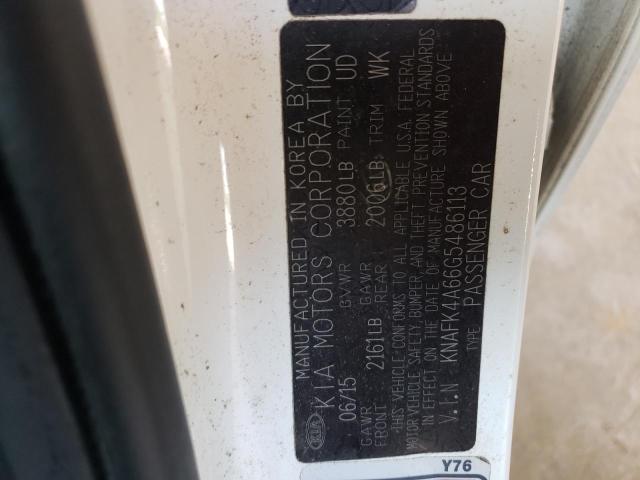 MANUFACTURED IN KOREA BY
KIA KIA MOTORS CORPORATION
06/15 GVWR 3880LB PAINT UD
GAWR FRONT 2161LB GAWR REAR 2006LB TRIM WK
THIS VEHICLE CONFORMS TO ALL APPLICABLE U.S.A. FEDERAL
MOTOR VEHICLE SAFETY, BUMPER, AND THEFT PREVENTION STANDARDS
IN EFFECT ON THE DATE OF MANUFACTURE SHOWN ABOVE
V.I.N KNAFK4A66G5486113
TYPE PASSENGER CAR
Y76